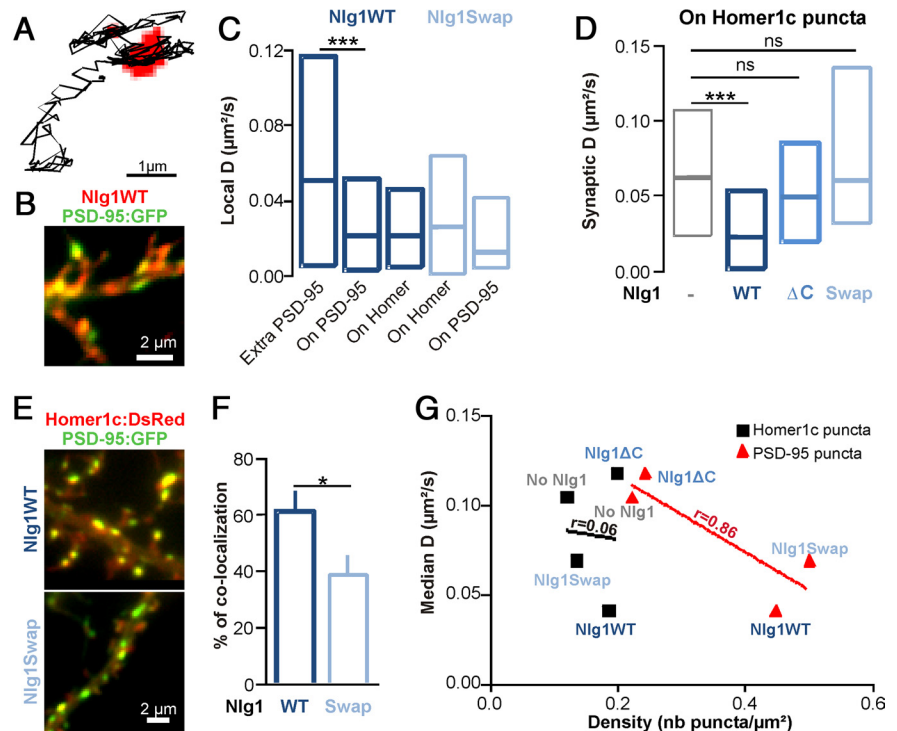 A
1µm
B
Nlg1WT
PSD-95:GFP
2 µm
C
Nlg1WT
Nlg1Swap
***
Local D (µm²/s)
0.12
0.08
0.04
0.00
Extra PSD-95
On PSD-95
On Homer
On Homer
On PSD-95
D
On Homer1c puncta
ns
ns
***
Synaptic D (µm²/s)
0.15
0.10
0.05
0.00
Nlg1
-
WT
ΔC
Swap
E
Homer1c:DsRed
PSD-95:GFP
Nlg1WT
Nlg1Swap
2 µm
F
*
% of co-localization
80
60
40
20
0
Nlg1
WT
Swap
G
Median D (µm²/s)
0.15
0.10
0.05
0.00
0.0
0.2
0.4
0.6
Density (nb puncta/µm²)
Homer1c puncta
PSD-95 puncta
Nlg1ΔC
Nlg1ΔC
No Nlg1
No Nlg1
r=0.06
r=0.86
Nlg1Swap
Nlg1Swap
Nlg1WT
Nlg1WT